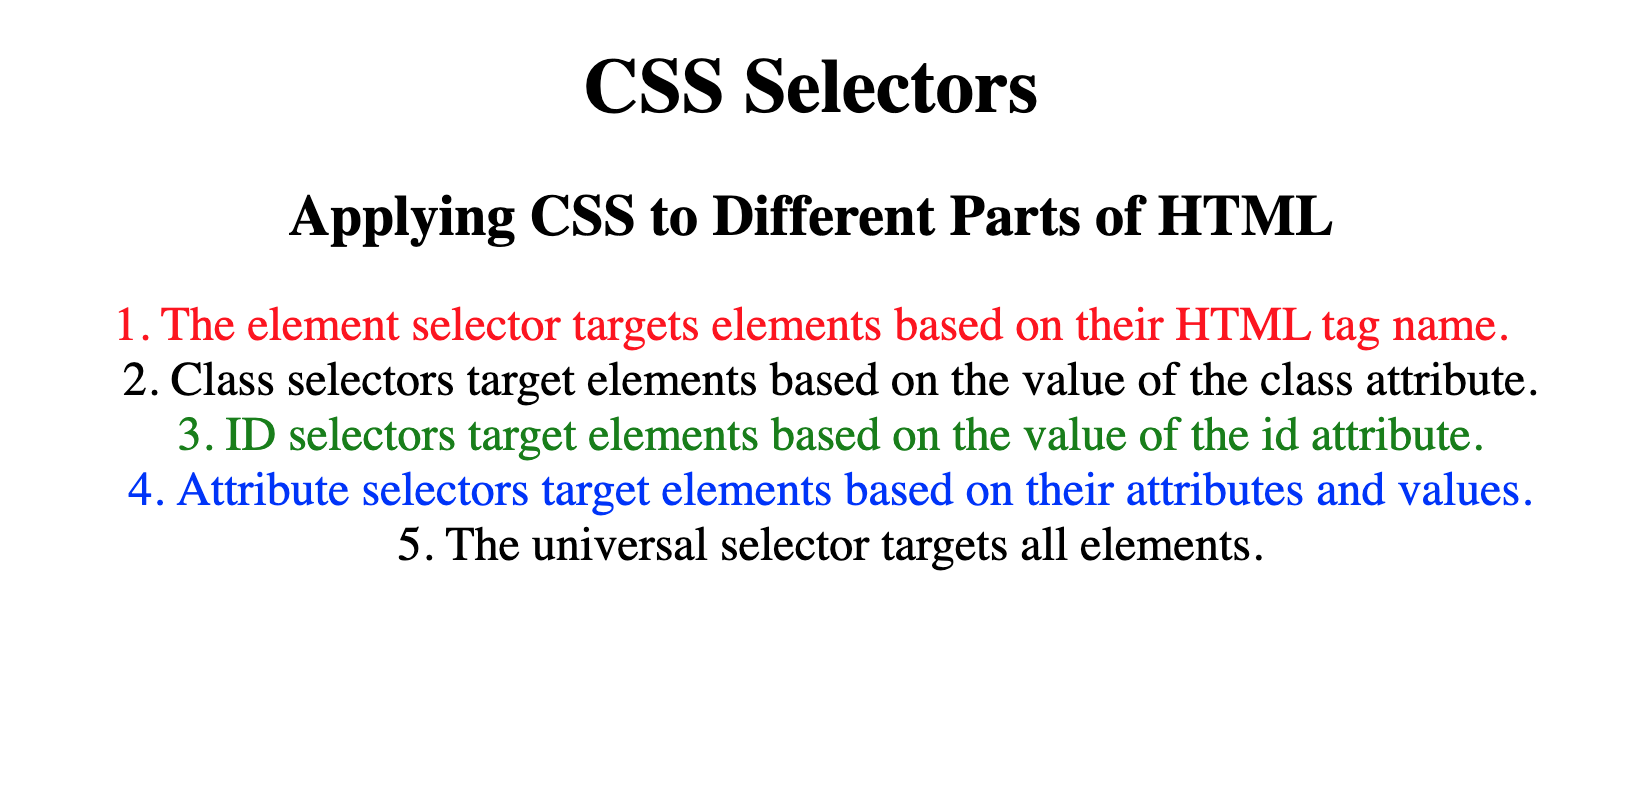 CSS Selectors
Applying CSS to Different Parts of HTML
1. The element selector targets elements based on their HTML tag name.
2. Class selectors target elements based on the value of the class attribute.
3. ID selectors target elements based on the value of the id attribute.
4. Attribute selectors target elements based on their attributes and values.
5. The universal selector targets all elements.